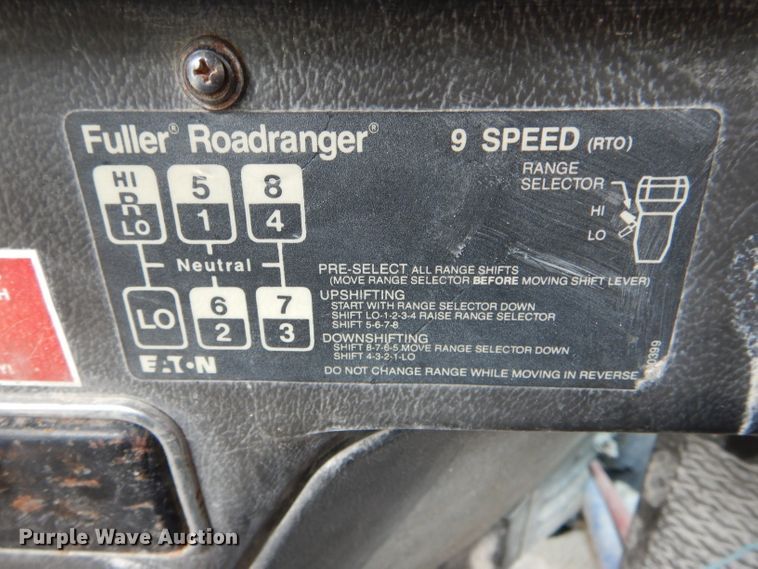 Fuller® Roadranger® 9 SPEED (RTO)
HI 5 8
R
LO 1 4
RANGE
SELECTOR
HI
LO
Neutral
LO 6 7
2 3
PRE-SELECT ALL RANGE SHIFTS
(MOVE RANGE SELECTOR BEFORE MOVING SHIFT LEVER)
UPSHIFTING
START WITH RANGE SELECTOR DOWN
SHIFT LO-1-2-3-4 RAISE RANGE SELECTOR
SHIFT 5-6-7-8
DOWNSHIFTING
SHIFT 8-7-6-5 MOVE RANGE SELECTOR DOWN
SHIFT 4-3-2-1-LO
DO NOT CHANGE RANGE WHILE MOVING IN REVERSE
EATON
H
Purple Wave Auction